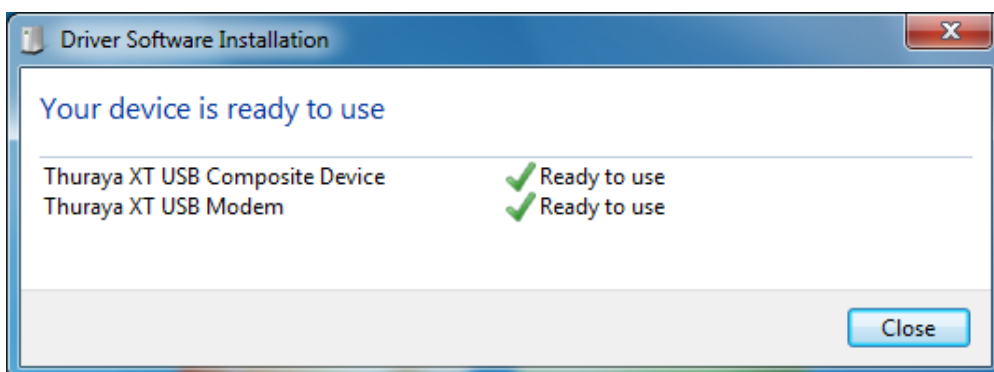 Driver Software Installation
Your device is ready to use
Thuraya XT USB Composite Device Ready to use
Thuraya XT USB Modem Ready to use
Close